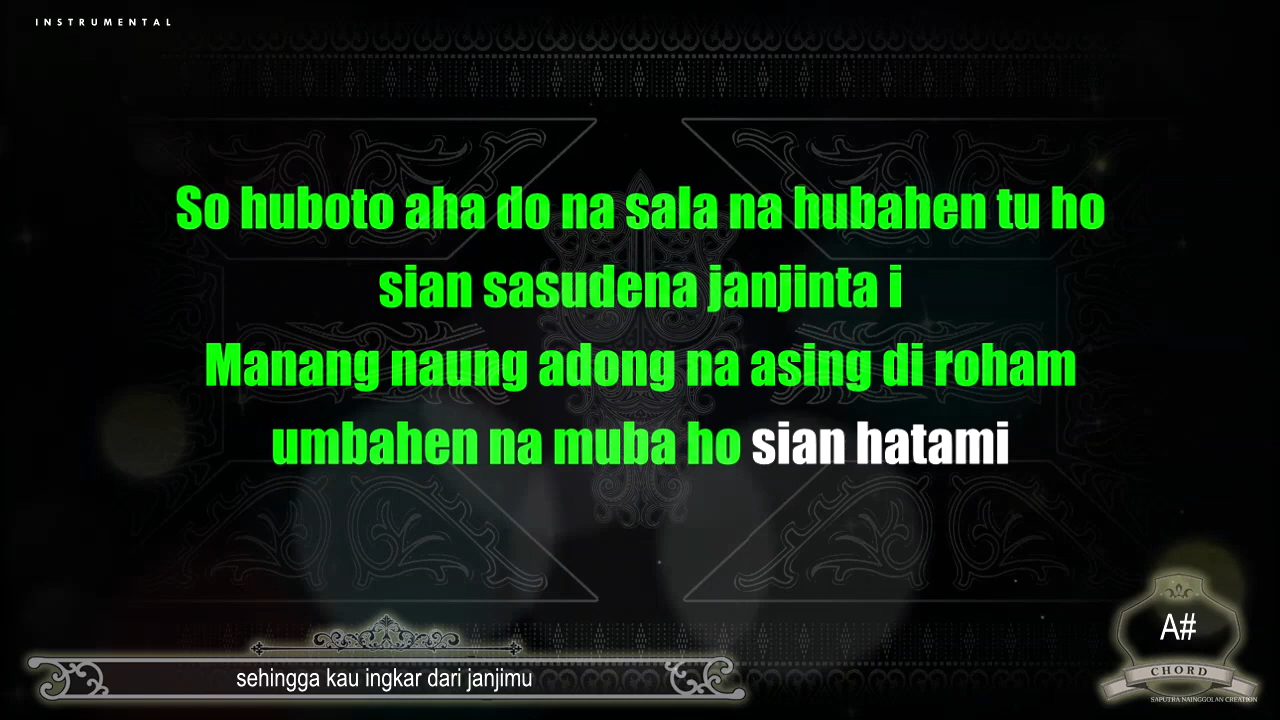 INSTRUMENTAL
So huboto aha do na sala na hubahen tu ho
sian sasudena janjinta i
Manang naung adong na asing di roham
umbahen na muba ho sian hatami
A#
CHORD
sehingga kau ingkar dari janjimu
SAPUTRA NAINGGOLAN CREATION